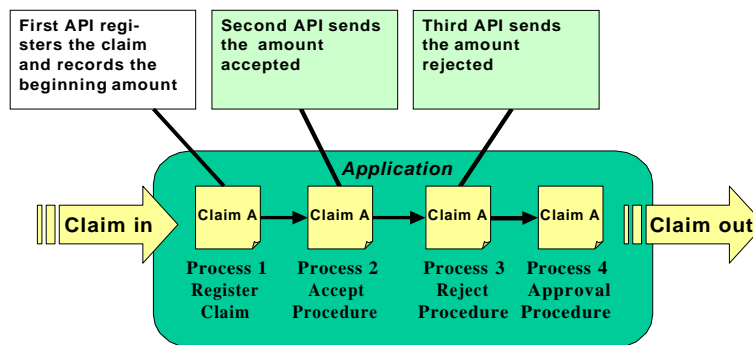 First API regi-
sters the claim
and records the
beginning amount
Second API sends
the amount
accepted
Third API sends
the amount
rejected
Application
Claim in
Claim A
Claim A
Claim A
Claim A
Claim out
Process 1
Register
Claim
Process 2
Accept
Procedure
Process 3
Reject
Procedure
Process 4
Approval
Procedure